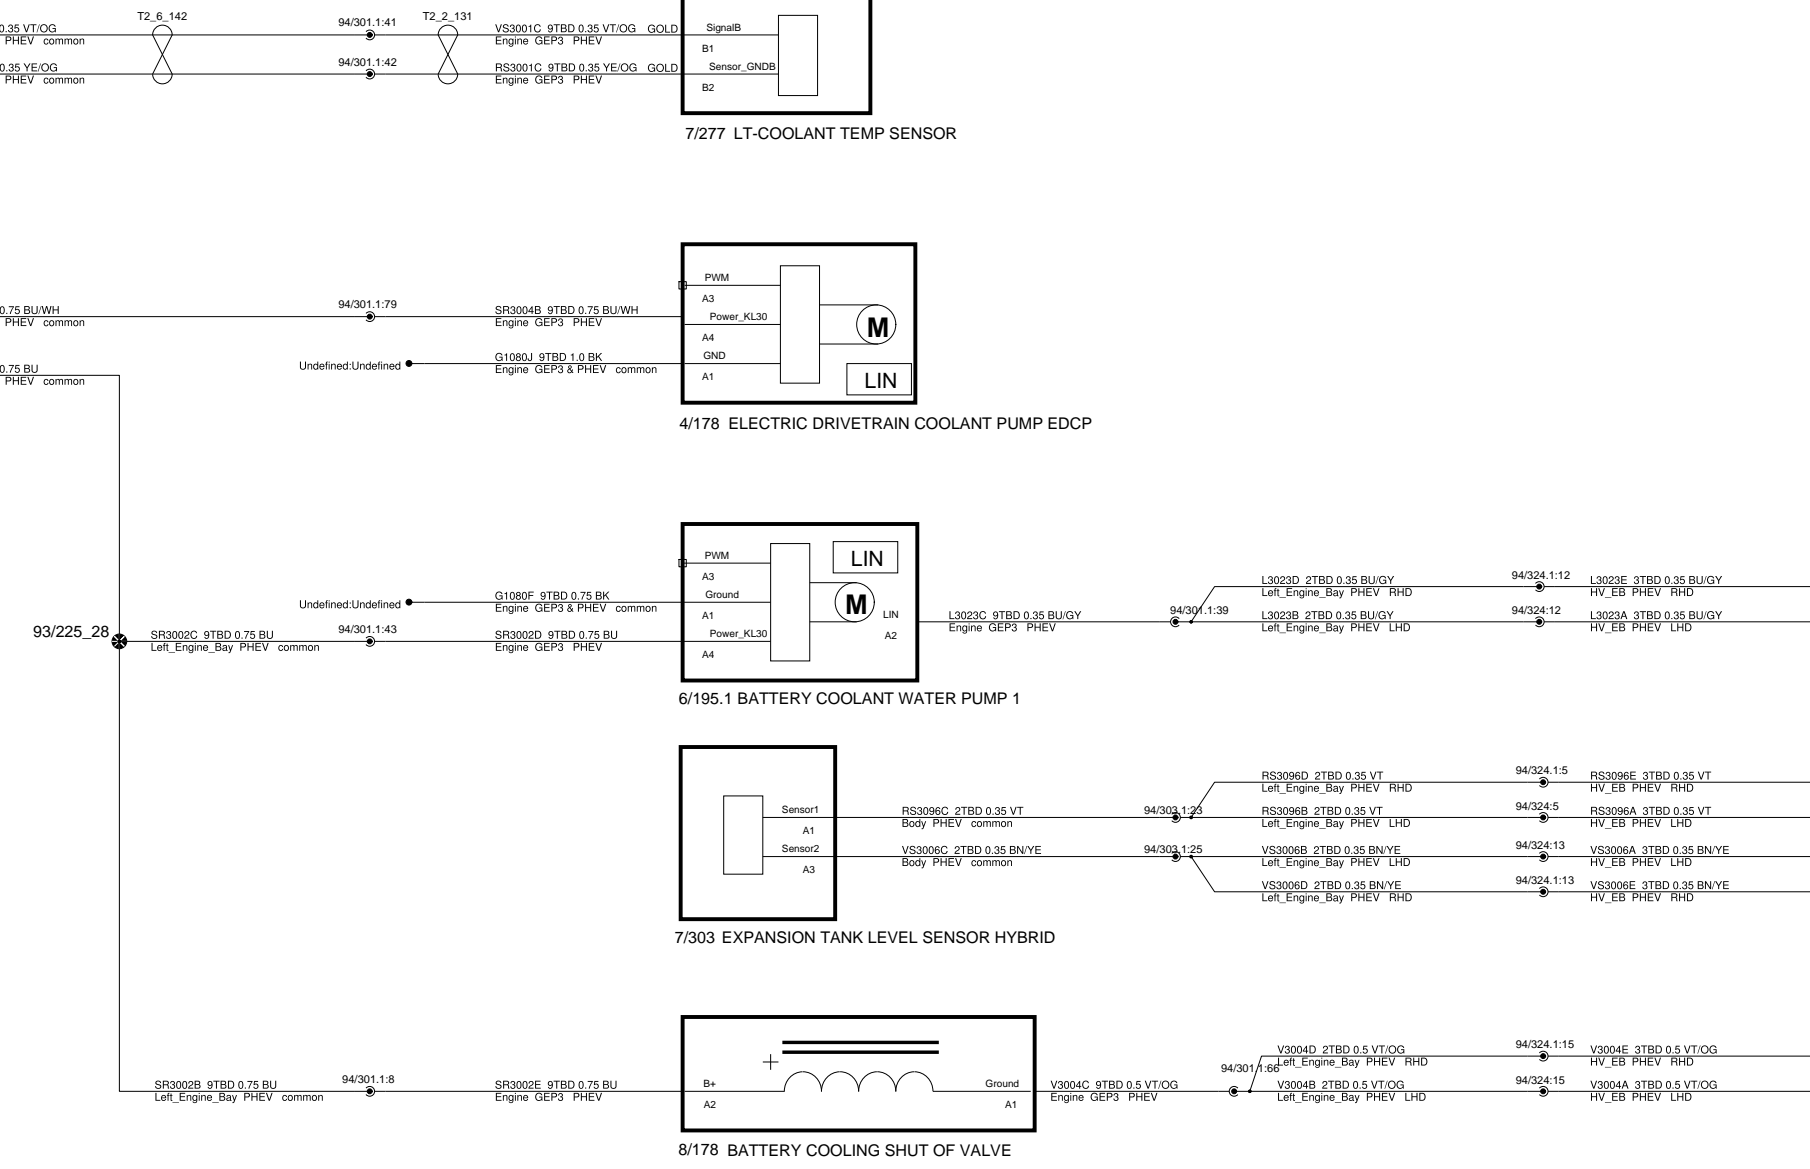 T2_6_142
94/301.1:41
T2_2_131
0.35 VT/OG
PHEV common
VS3001C 9TBD 0.35 VT/OG GOLD
Engine GEP3 PHEV
SignalB
B1
94/301.1:42
0.35 YE/OG
PHEV common
RS3001C 9TBD 0.35 YE/OG GOLD
Engine GEP3 PHEV
Sensor_GNDB
B2
7/277 LT-COOLANT TEMP SENSOR
PWM
A3
94/301.1:79
0.75 BU/WH
PHEV common
SR3004B 9TBD 0.75 BU/WH
Engine GEP3 PHEV
Power_KL30
A4
M
Undefined:Undefined
G1080J 9TBD 1.0 BK
Engine GEP3 & PHEV common
GND
A1
LIN
0.75 BU
PHEV common
4/178 ELECTRIC DRIVETRAIN COOLANT PUMP EDCP
PWM
A3
LIN
Undefined:Undefined
G1080F 9TBD 0.75 BK
Engine GEP3 & PHEV common
Ground
A1
M
LIN
A2
L3023C 9TBD 0.35 BU/GY
Engine GEP3 PHEV
94/301.1:39
L3023D 2TBD 0.35 BU/GY
Left_Engine_Bay PHEV RHD
94/324.1:12
L3023E 3TBD 0.35 BU/GY
HV_EB PHEV RHD
L3023B 2TBD 0.35 BU/GY
Left_Engine_Bay PHEV LHD
94/324:12
L3023A 3TBD 0.35 BU/GY
HV_EB PHEV LHD
93/225_28
SR3002C 9TBD 0.75 BU
Left_Engine_Bay PHEV common
94/301.1:43
SR3002D 9TBD 0.75 BU
Engine GEP3 PHEV
Power_KL30
A4
6/195.1 BATTERY COOLANT WATER PUMP 1
RS3096D 2TBD 0.35 VT
Left_Engine_Bay PHEV RHD
94/324.1:5
RS3096E 3TBD 0.35 VT
HV_EB PHEV RHD
Sensor1
A1
RS3096C 2TBD 0.35 VT
Body PHEV common
94/303.1:23
RS3096B 2TBD 0.35 VT
Left_Engine_Bay PHEV LHD
94/324:5
RS3096A 3TBD 0.35 VT
HV_EB PHEV LHD
Sensor2
A3
VS3006C 2TBD 0.35 BN/YE
Body PHEV common
94/303.1:25
VS3006B 2TBD 0.35 BN/YE
Left_Engine_Bay PHEV LHD
94/324:13
VS3006A 3TBD 0.35 BN/YE
HV_EB PHEV LHD
VS3006D 2TBD 0.35 BN/YE
Left_Engine_Bay PHEV RHD
94/324.1:13
VS3006E 3TBD 0.35 BN/YE
HV_EB PHEV RHD
7/303 EXPANSION TANK LEVEL SENSOR HYBRID
V3004D 2TBD 0.5 VT/OG
Left_Engine_Bay PHEV RHD
94/324.1:15
V3004E 3TBD 0.5 VT/OG
HV_EB PHEV RHD
SR3002B 9TBD 0.75 BU
Left_Engine_Bay PHEV common
94/301.1:8
SR3002E 9TBD 0.75 BU
Engine GEP3 PHEV
B+
A2
Ground
A1
V3004C 9TBD 0.5 VT/OG
Engine GEP3 PHEV
94/301.1:66
V3004B 2TBD 0.5 VT/OG
Left_Engine_Bay PHEV LHD
94/324:15
V3004A 3TBD 0.5 VT/OG
HV_EB PHEV LHD
8/178 BATTERY COOLING SHUT OF VALVE